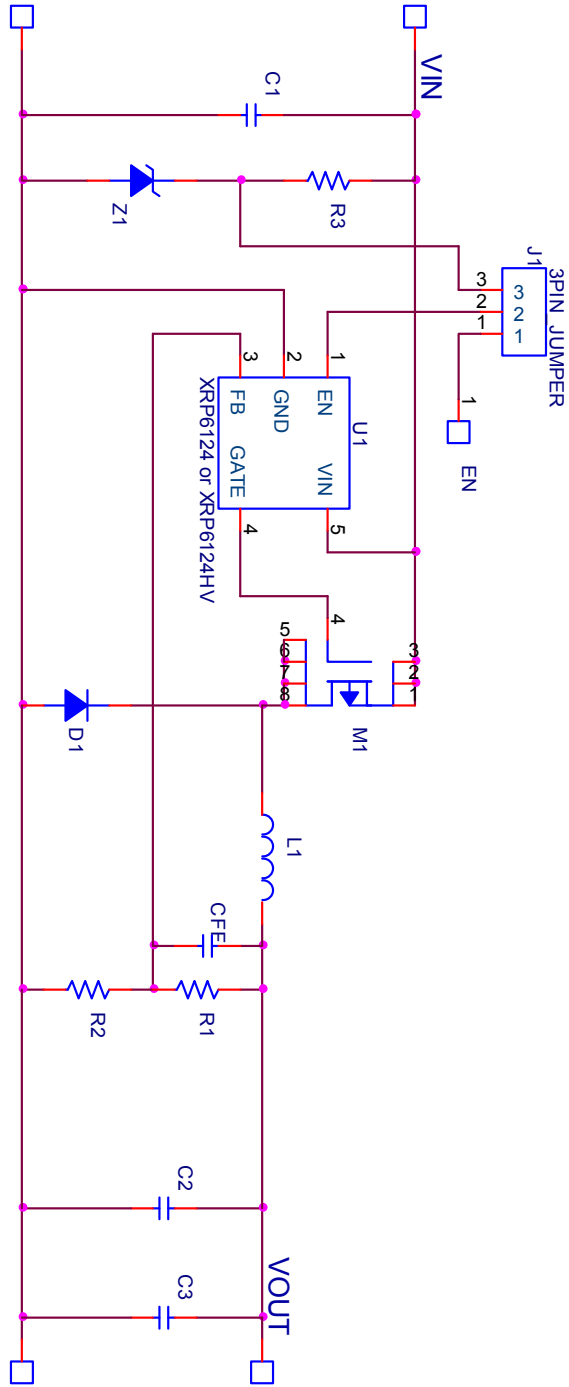 VIN
C1
R3
Z1
J1
3PIN JUMPER
3
2
1
3
2
1
1
EN
3
2
1
FB
GND
EN
U1
GATE
VIN
XRP6124 or XRP6124HV
4
5
4
5
6
7
8
3
2
1
M1
D1
L1
CFF
R1
R2
C2
C3
VOUT